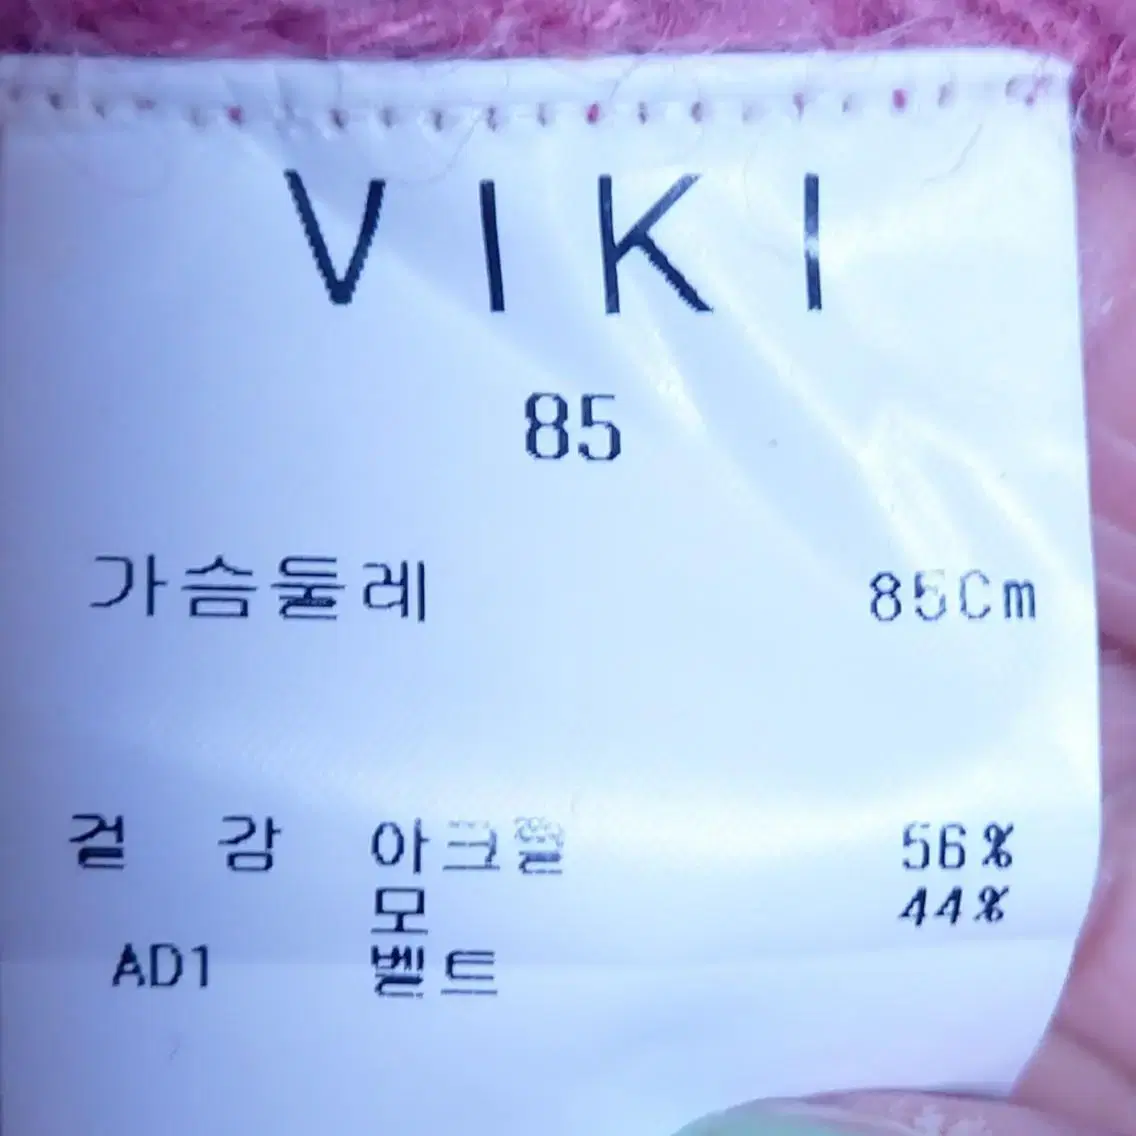 VIKI
85
가슴둘레 85Cm
겉 감 아크릴 56%
모 44%
AD1 벨트